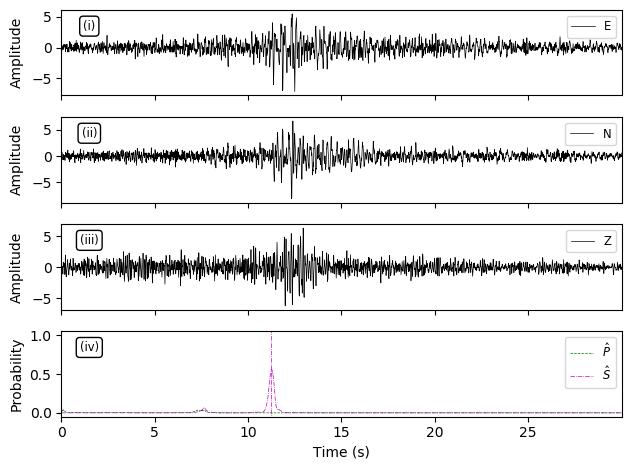 Amplitude
5
0
−5
(i)
E
Amplitude
5
0
−5
(ii)
N
Amplitude
5
0
−5
(iii)
Z
Probability
1.0
0.5
0.0
(iv)
P̂
Ŝ
0 5 10 15 20 25
Time (s)